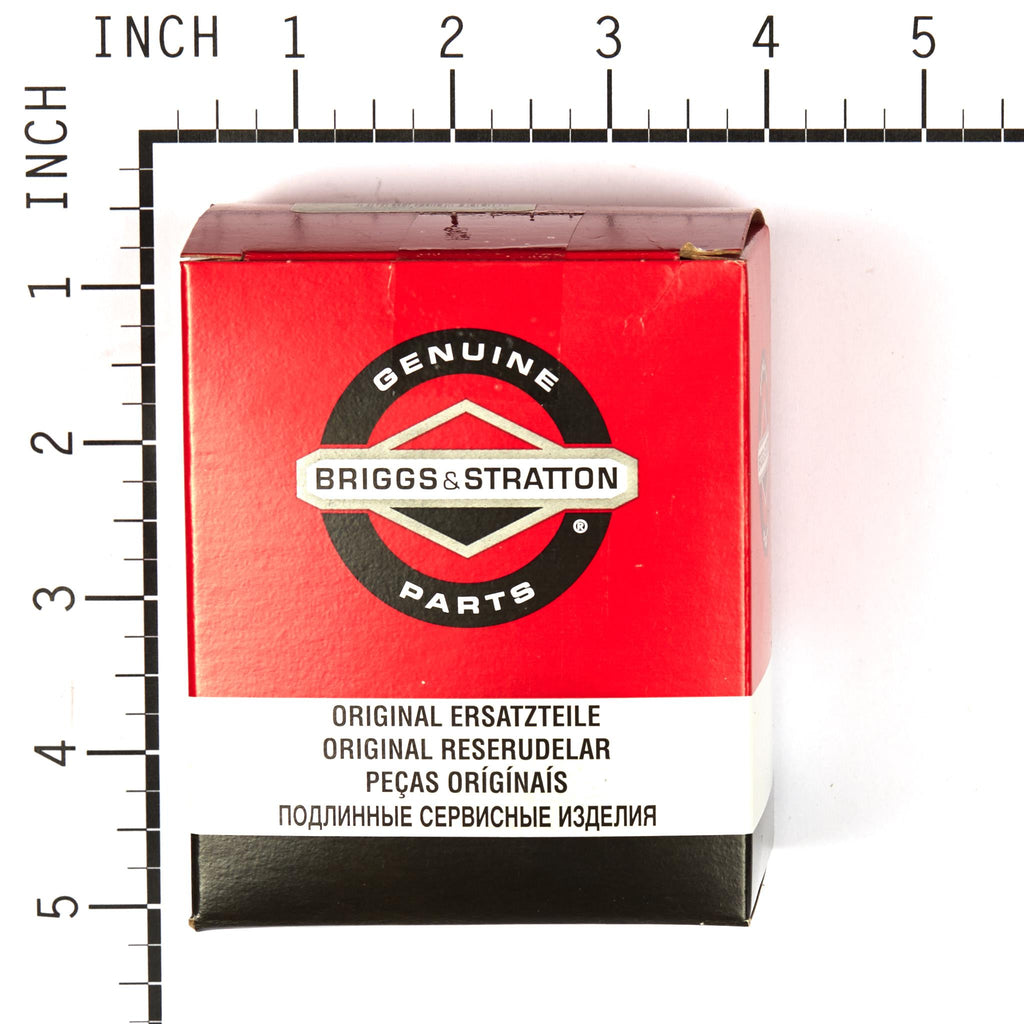 INCH 1 2 3 4 5
INCH
1
2
3
4
5
GENUINE
BRIGGS & STRATTON
®
PARTS
ORIGINAL ERSATZTEILE
ORIGINAL RESERUDELAR
PEÇAS ORÍGÍNAÍS
ПОДЛИННЫЕ СЕРВИСНЫЕ ИЗДЕЛИЯ